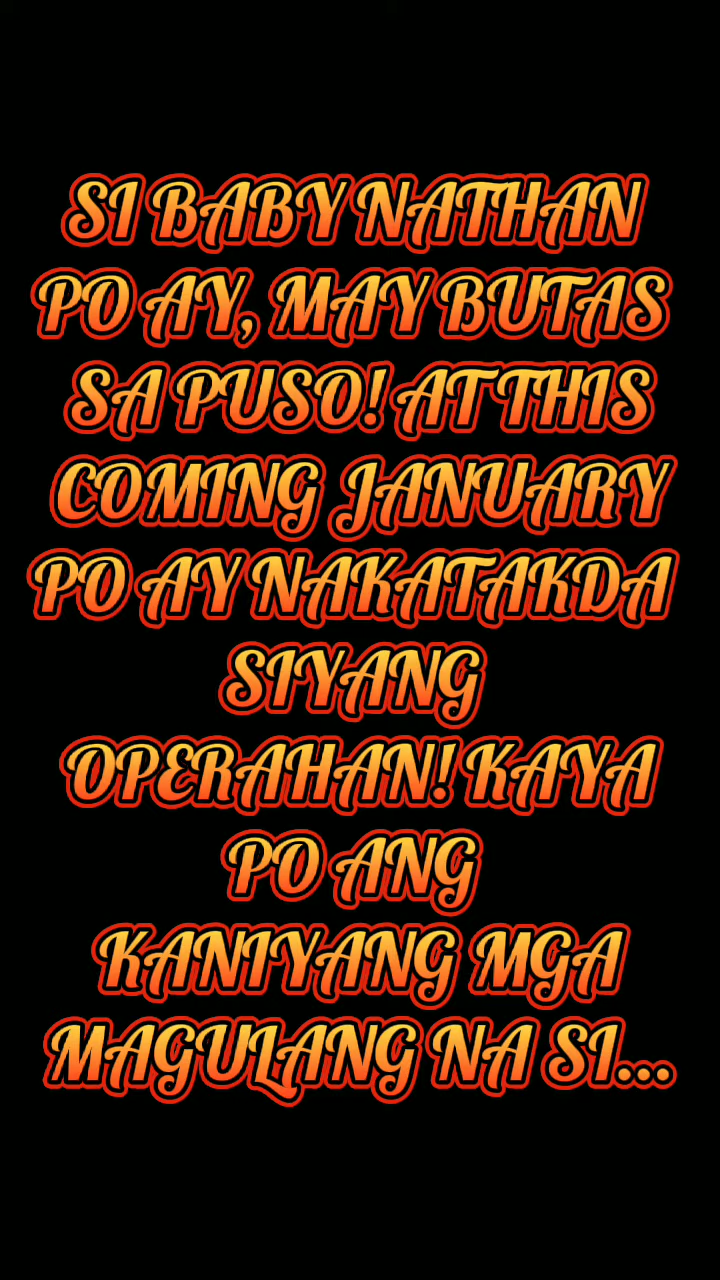 SI BABY NATHAN
PO AY, MAY BUTAS
SA PUSO! AT THIS
COMING JANUARY
PO AY NAKATAKDA
SIYANG
OPERAHAN! KAYA
PO ANG
KANIYANG MGA
MAGULANG NA SI...